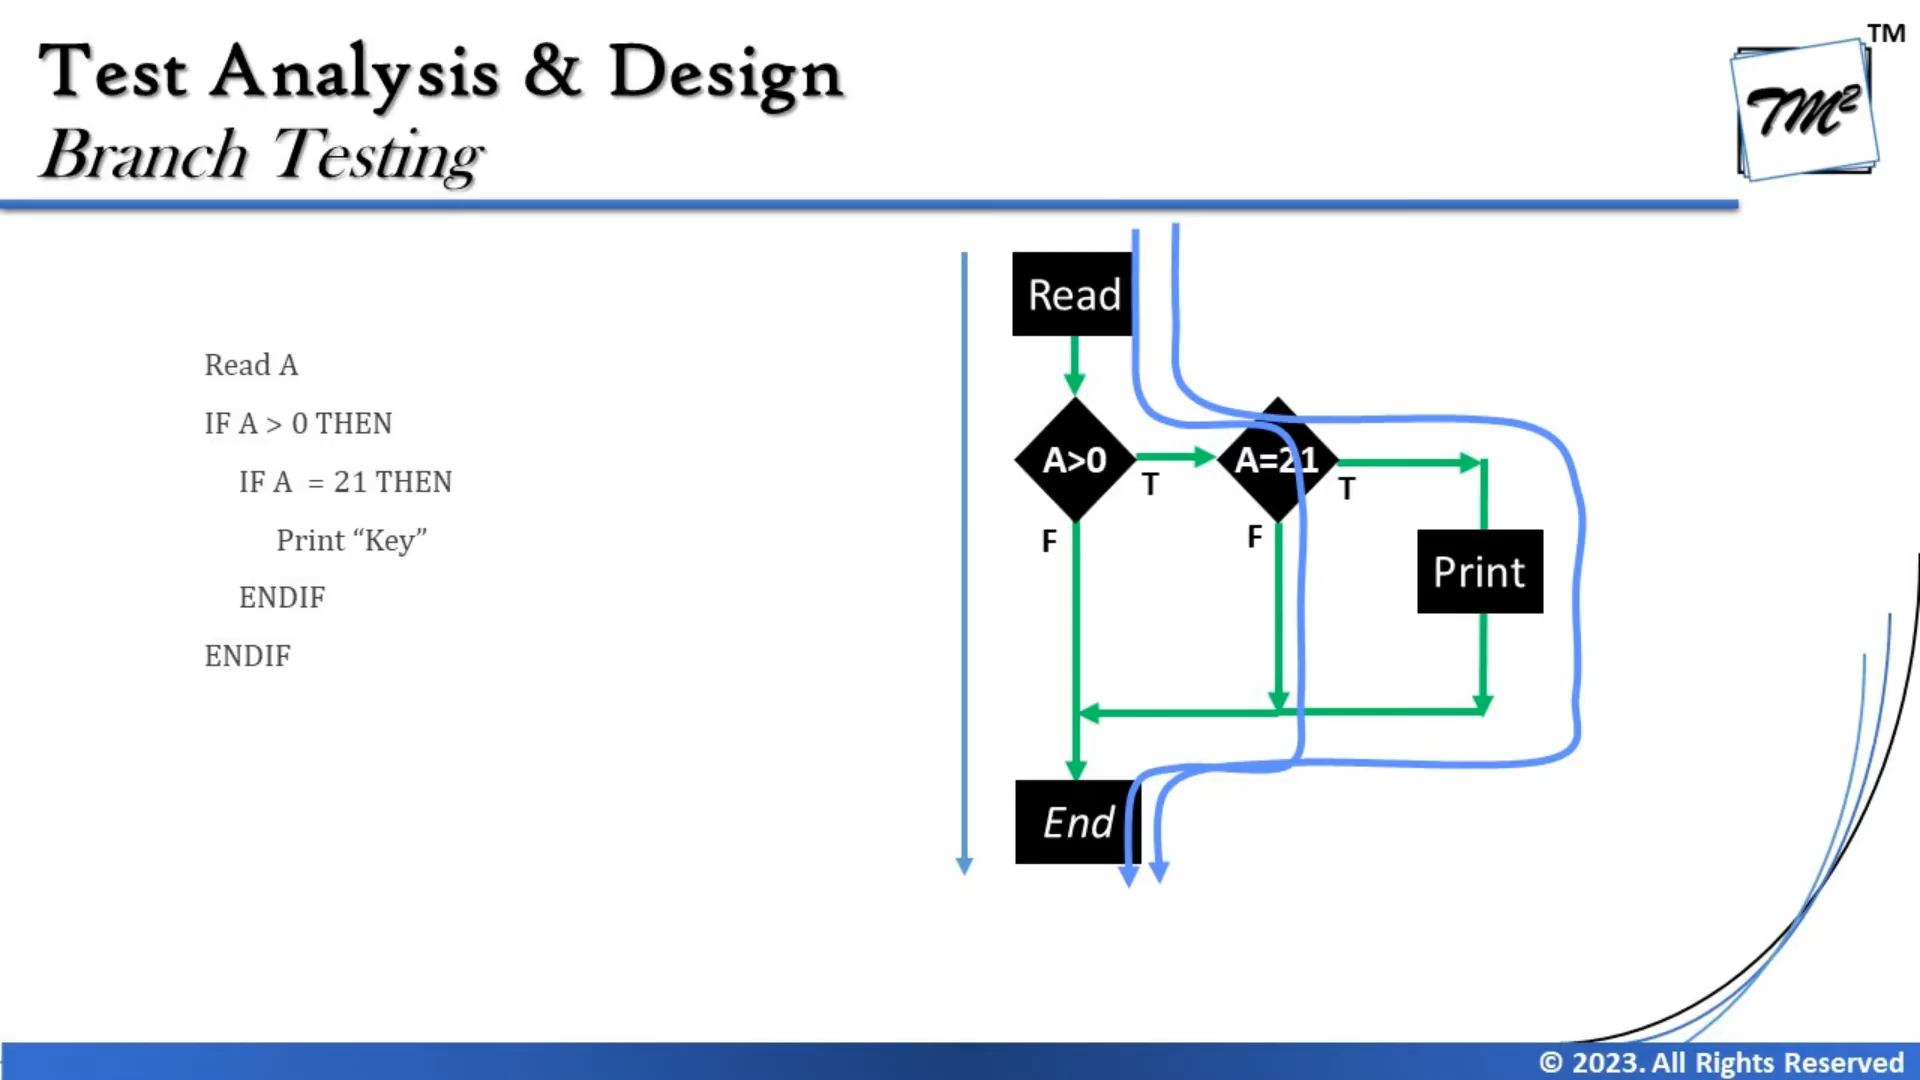 Test Analysis & Design
Branch Testing
TM
TM²
Read A
IF A > 0 THEN
IF A = 21 THEN
Print “Key”
ENDIF
ENDIF
Read
A>0
T
A=21
T
F
F
Print
End
© 2023. All Rights Reserved